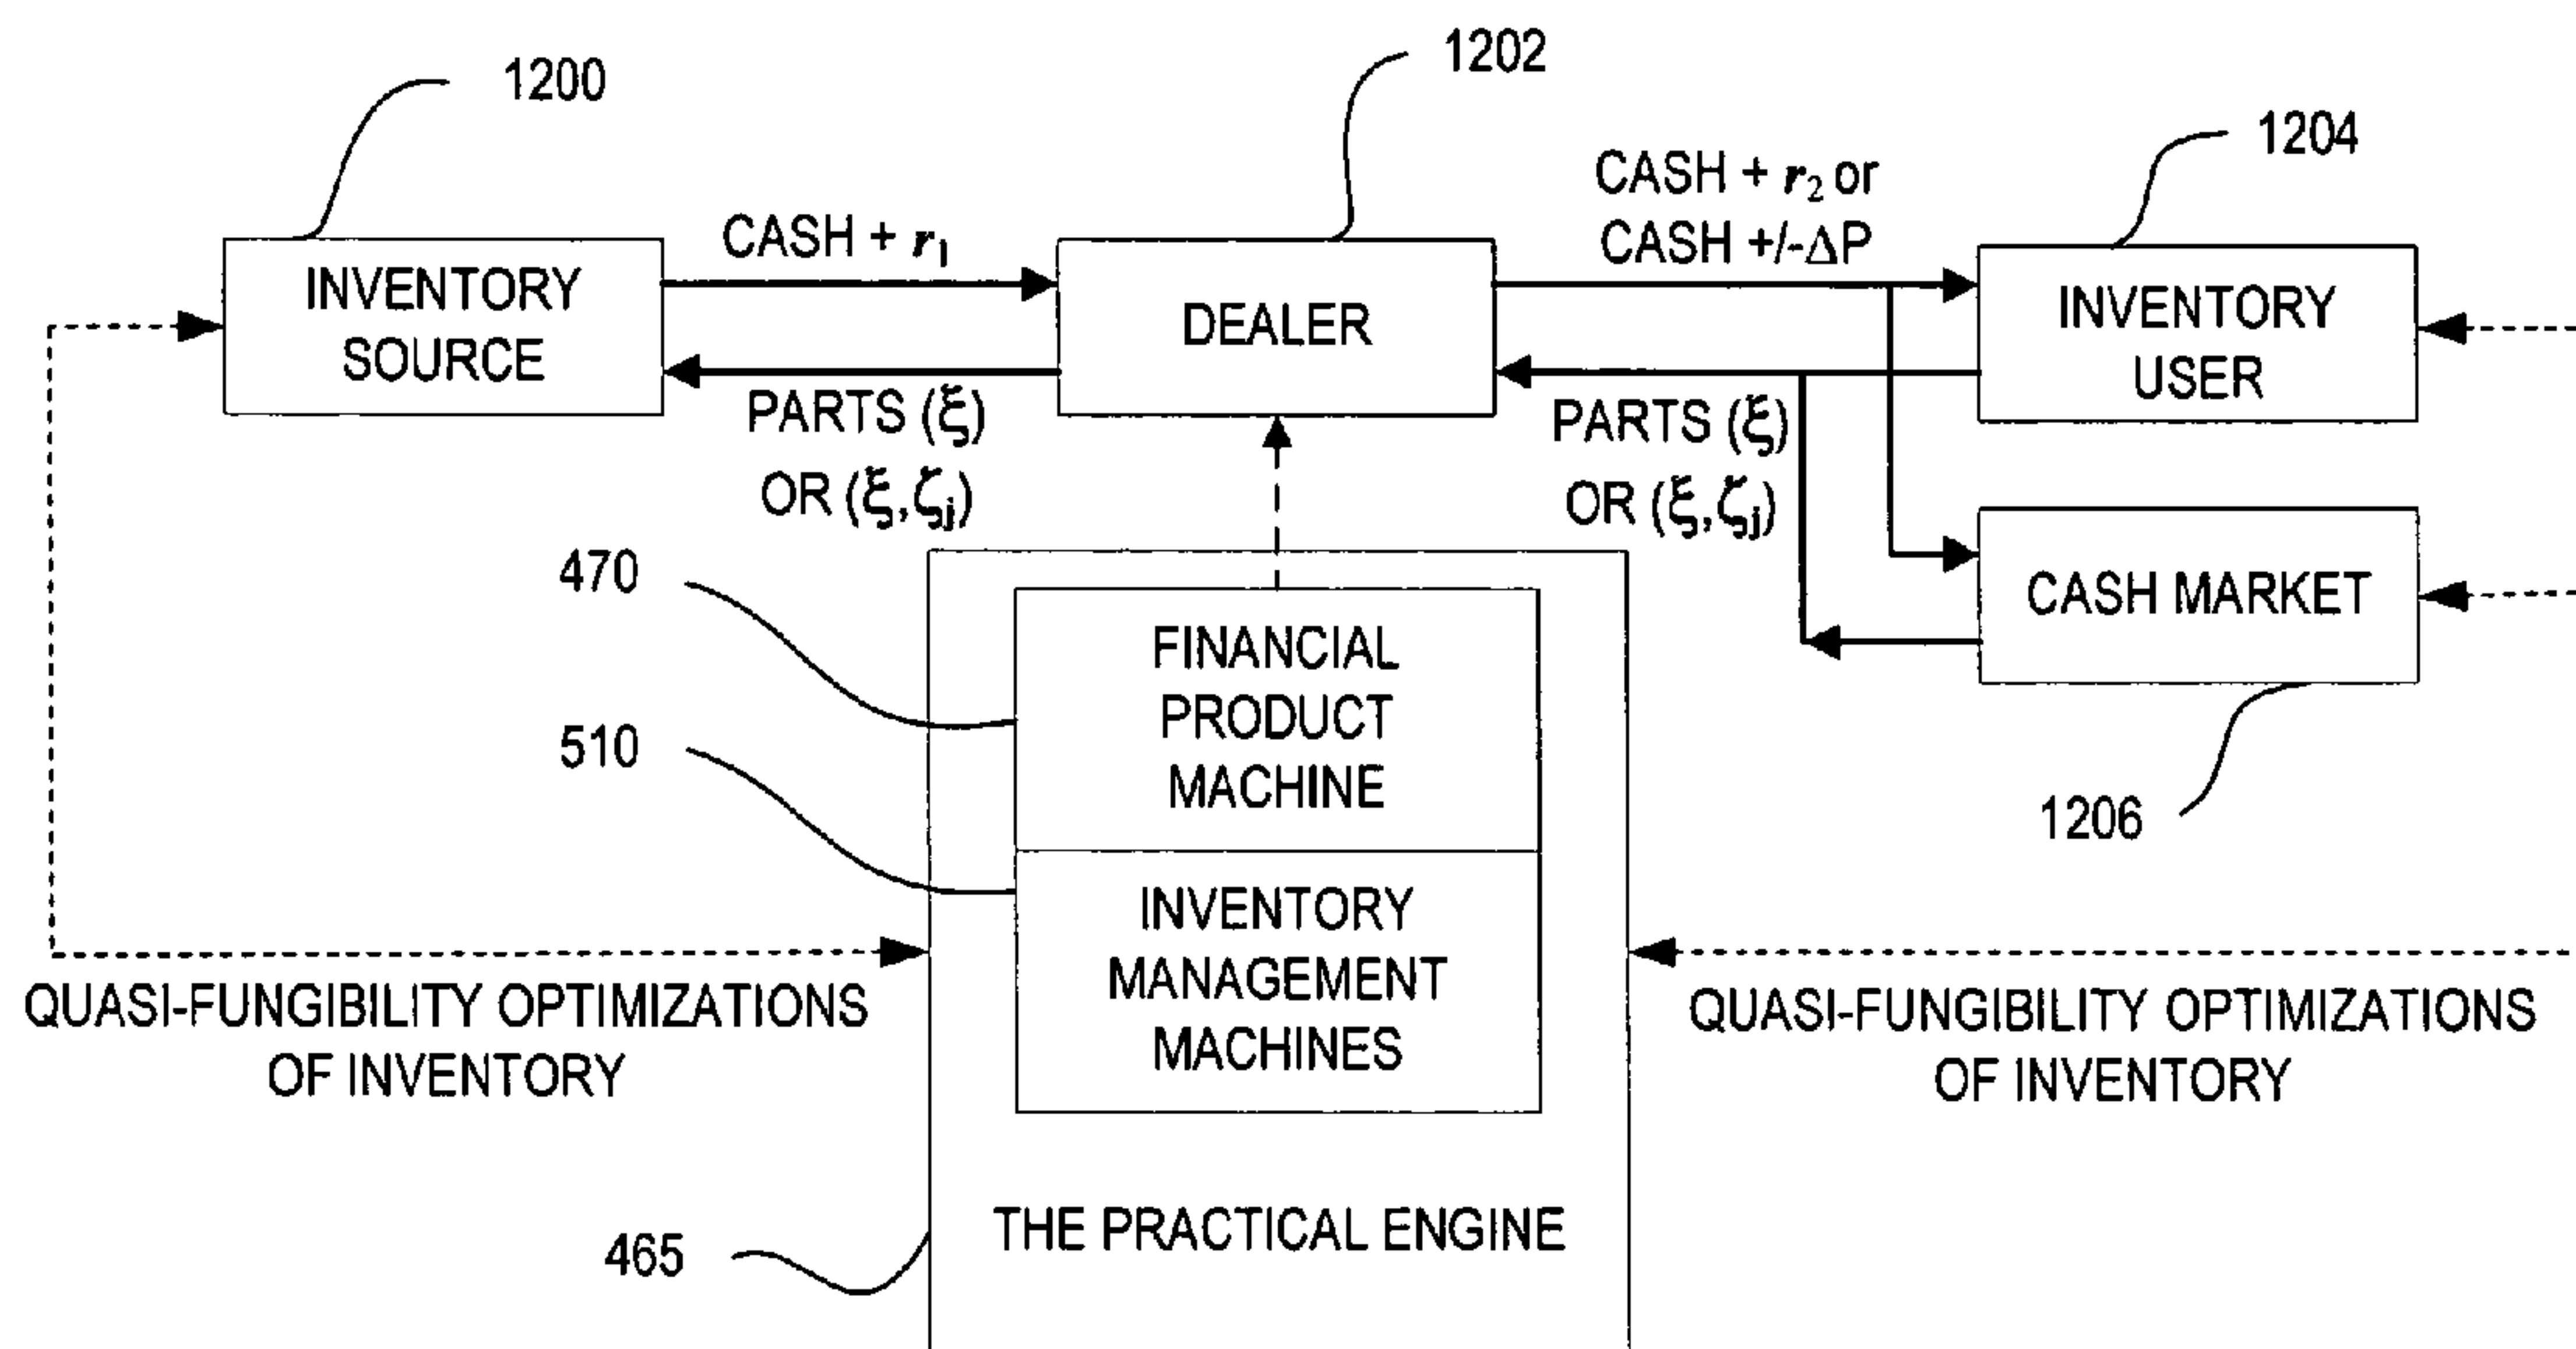 1200
1202
1204
CASH + r1
CASH + r2 or
CASH +/-ΔP
INVENTORY
SOURCE
DEALER
INVENTORY
USER
PARTS (ξ)
OR (ξ,ζj)
PARTS (ξ)
OR (ξ,ζj)
CASH MARKET
1206
470
FINANCIAL
PRODUCT
MACHINE
510
INVENTORY
MANAGEMENT
MACHINES
QUASI-FUNGIBILITY OPTIMIZATIONS
OF INVENTORY
QUASI-FUNGIBILITY OPTIMIZATIONS
OF INVENTORY
THE PRACTICAL ENGINE
465